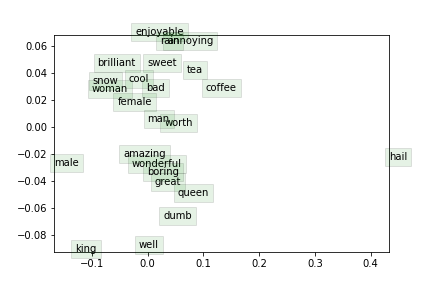 enjoyable
rain annoying
0.06
brilliant sweet
tea
0.04
snow cool
woman bad coffee
female
0.02
man worth
0.00
amazing
-0.02 hail
male wonderful
boring
great
-0.04
queen
-0.06
dumb
-0.08
king well
-0.1 0.0 0.1 0.2 0.3 0.4